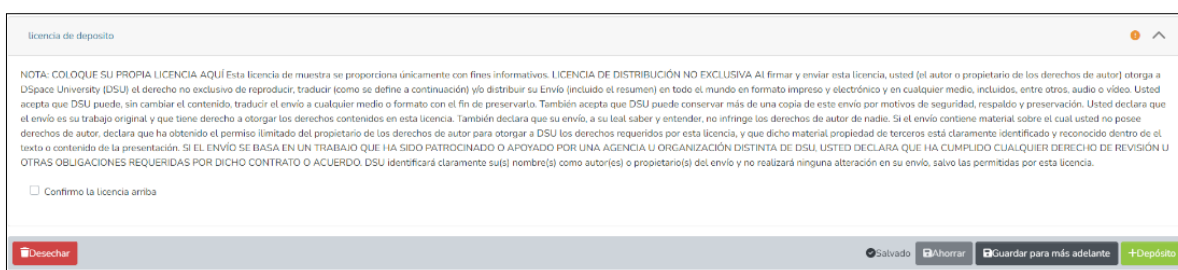 licencia de deposito
NOTA: COLOQUE SU PROPIA LICENCIA AQUÍ Esta licencia de muestra se proporciona únicamente con fines informativos. LICENCIA DE DISTRIBUCIÓN NO EXCLUSIVA Al firmar y enviar esta licencia, usted (el autor o propietario de los derechos de autor) otorga a
DSpace University (DSU) el derecho no exclusivo de reproducir, traducir (como se define a continuación) y/o distribuir su Envío (incluido el resumen) en todo el mundo en formato impreso y electrónico y en cualquier medio, incluidos, entre otros, audio o vídeo. Usted
acepta que DSU puede, sin cambiar el contenido, traducir el envío a cualquier medio o formato con el fin de preservarlo. También acepta que DSU puede conservar más de una copia de este envío por motivos de seguridad, respaldo y preservación. Usted declara que
el envío es su trabajo original y que tiene derecho a otorgar los derechos contenidos en esta licencia. También declara que su envío, a su leal saber y entender, no infringe los derechos de autor de nadie. Si el envío contiene material sobre el cual usted no posee
derechos de autor, declara que ha obtenido el permiso ilimitado del propietario de los derechos de autor para otorgar a DSU los derechos requeridos por esta licencia, y que dicho material propiedad de terceros está claramente identificado y reconocido dentro de el
texto o contenido de la presentación. SI EL ENVÍO SE BASA EN UN TRABAJO QUE HA SIDO PATROCINADO O APOYADO POR UNA AGENCIA U ORGANIZACIÓN DISTINTA DE DSU, USTED DECLARA QUE HA CUMPLIDO CUALQUIER DERECHO DE REVISIÓN U
OTRAS OBLIGACIONES REQUERIDAS POR DICHO CONTRATO O ACUERDO. DSU identificará claramente su(s) nombre(s) como autor(es) o propietario(s) del envío y no realizará ninguna alteración en su envío, salvo las permitidas por esta licencia.
Confirmo la licencia arriba
Desechar Salvado Ahorrar Guardar para más adelante +Depósito